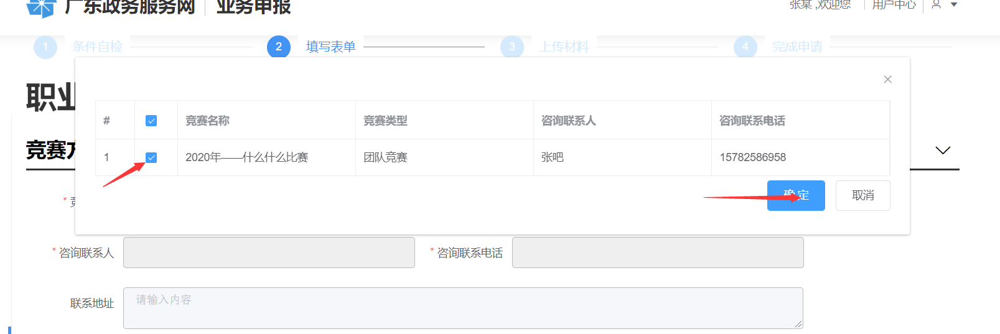 广东政务服务网 业务申报
张某 ,欢迎您 用户中心
1 条件自检 2 填写表单 3 上传材料 4 完成申请
职业
竞赛方
# 竞赛名称 竞赛类型 咨询联系人 咨询联系电话
1 2020年——什么什么比赛 团队竞赛 张吧 15782586958
确定 取消
* 竞
* 咨询联系人 * 咨询联系电话
联系地址 请输入内容